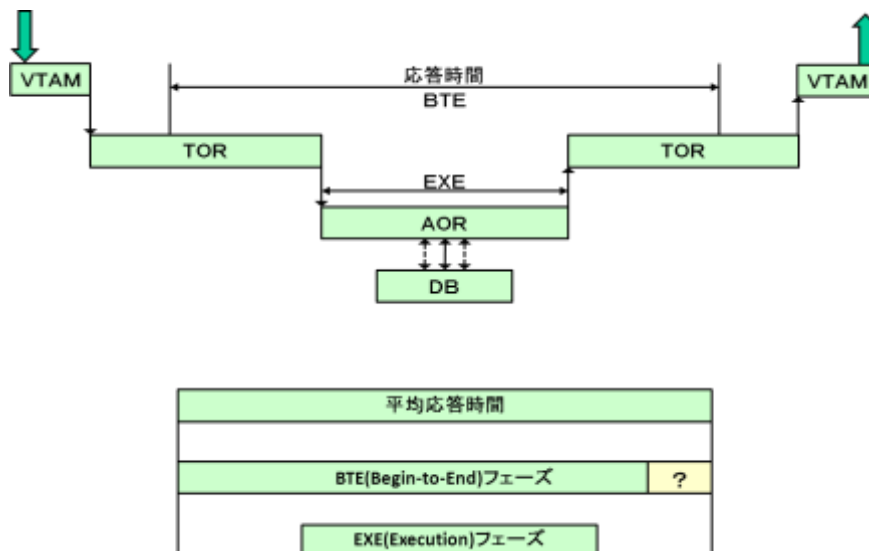 VTAM
応答時間
BTE
VTAM
TOR
TOR
EXE
AOR
DB
平均応答時間
BTE(Begin-to-End)フェーズ
?
EXE(Execution)フェーズ